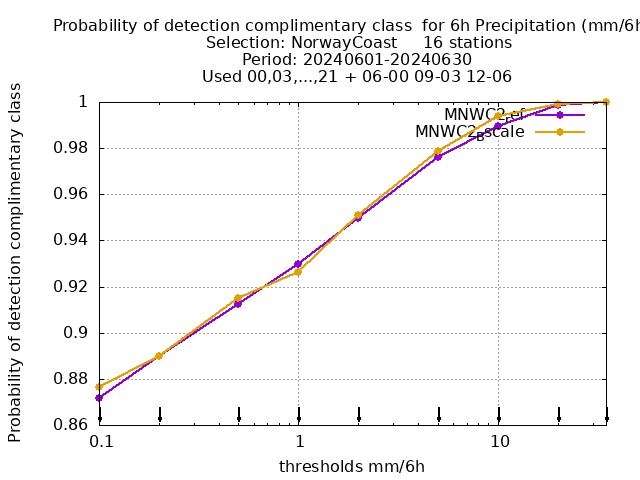 Probability of detection complimentary class  for 6h Precipitation (mm/6h
Selection: NorwayCoast     16 stations
Period: 20240601-20240630
Used 00,03,...,21 + 06-00 09-03 12-06
Probability of detection complimentary class
1
0.98
0.96
0.94
0.92
0.9
0.88
0.86
0.1
1
10
thresholds mm/6h
MNWC2_ref
MNWC2_pscale